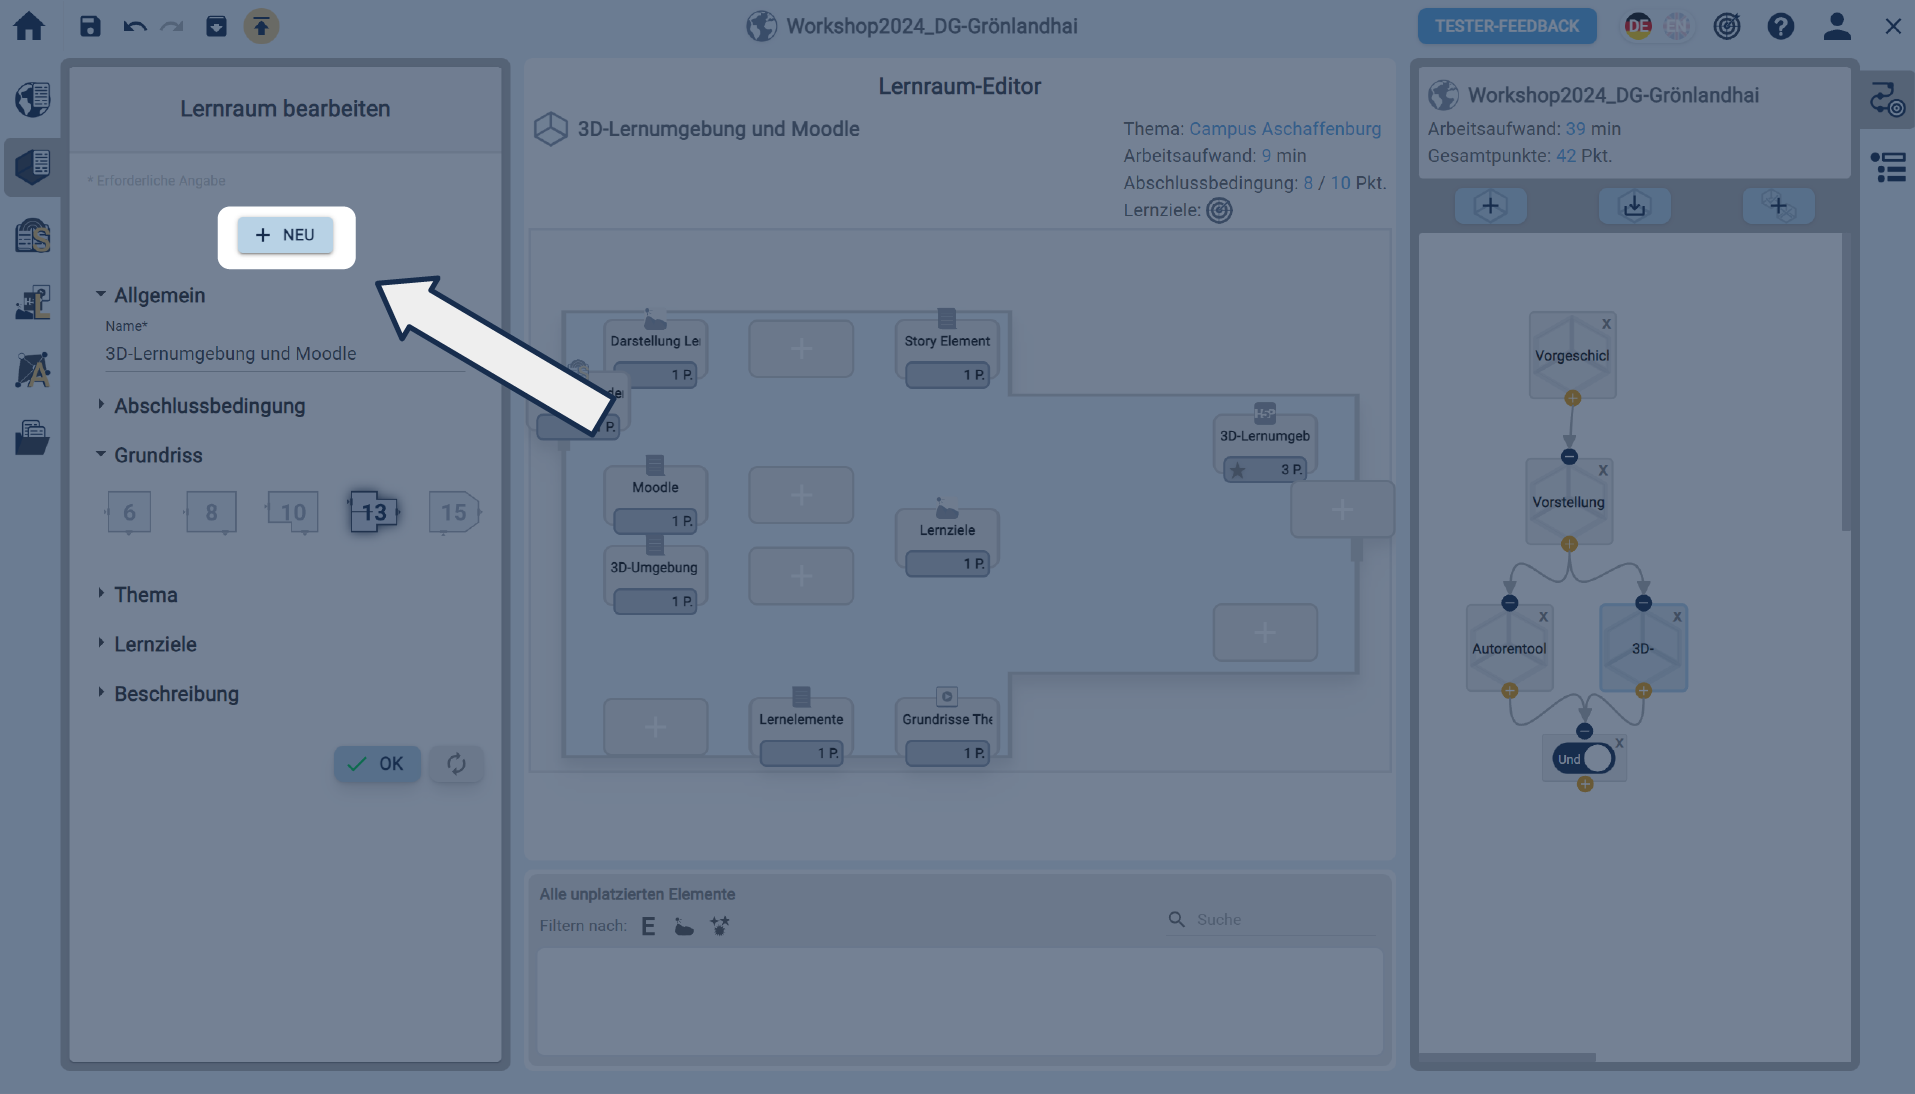 Workshop2024_DG-Grönlandhai
TESTER-FEEDBACK
DE
EN
Lernraum bearbeiten
* Erforderliche Angabe
+ NEU
Allgemein
Name*
3D-Lernumgebung und Moodle
Abschlussbedingung
Grundriss
6
8
10
13
15
Thema
Lernziele
Beschreibung
OK
Lernraum-Editor
3D-Lernumgebung und Moodle
Thema: Campus Aschaffenburg
Arbeitsaufwand: 9 min
Abschlussbedingung: 8 / 10 Pkt.
Lernziele:
Darstellung Le
1 P.
Story Element
1 P.
P.
H-P
3D-Lernumgeb
3 P.
Moodle
1 P.
Lernziele
1 P.
3D-Umgebung
1 P.
Lernelemente
1 P.
Grundrisse The
1 P.
Alle unplatzierten Elemente
Filtern nach: E
Suche
Workshop2024_DG-Grönlandhai
Arbeitsaufwand: 39 min
Gesamtpunkte: 42 Pkt.
X
Vorgeschicl
X
Vorstellung
X
Autorentool
X
3D-
X
Und